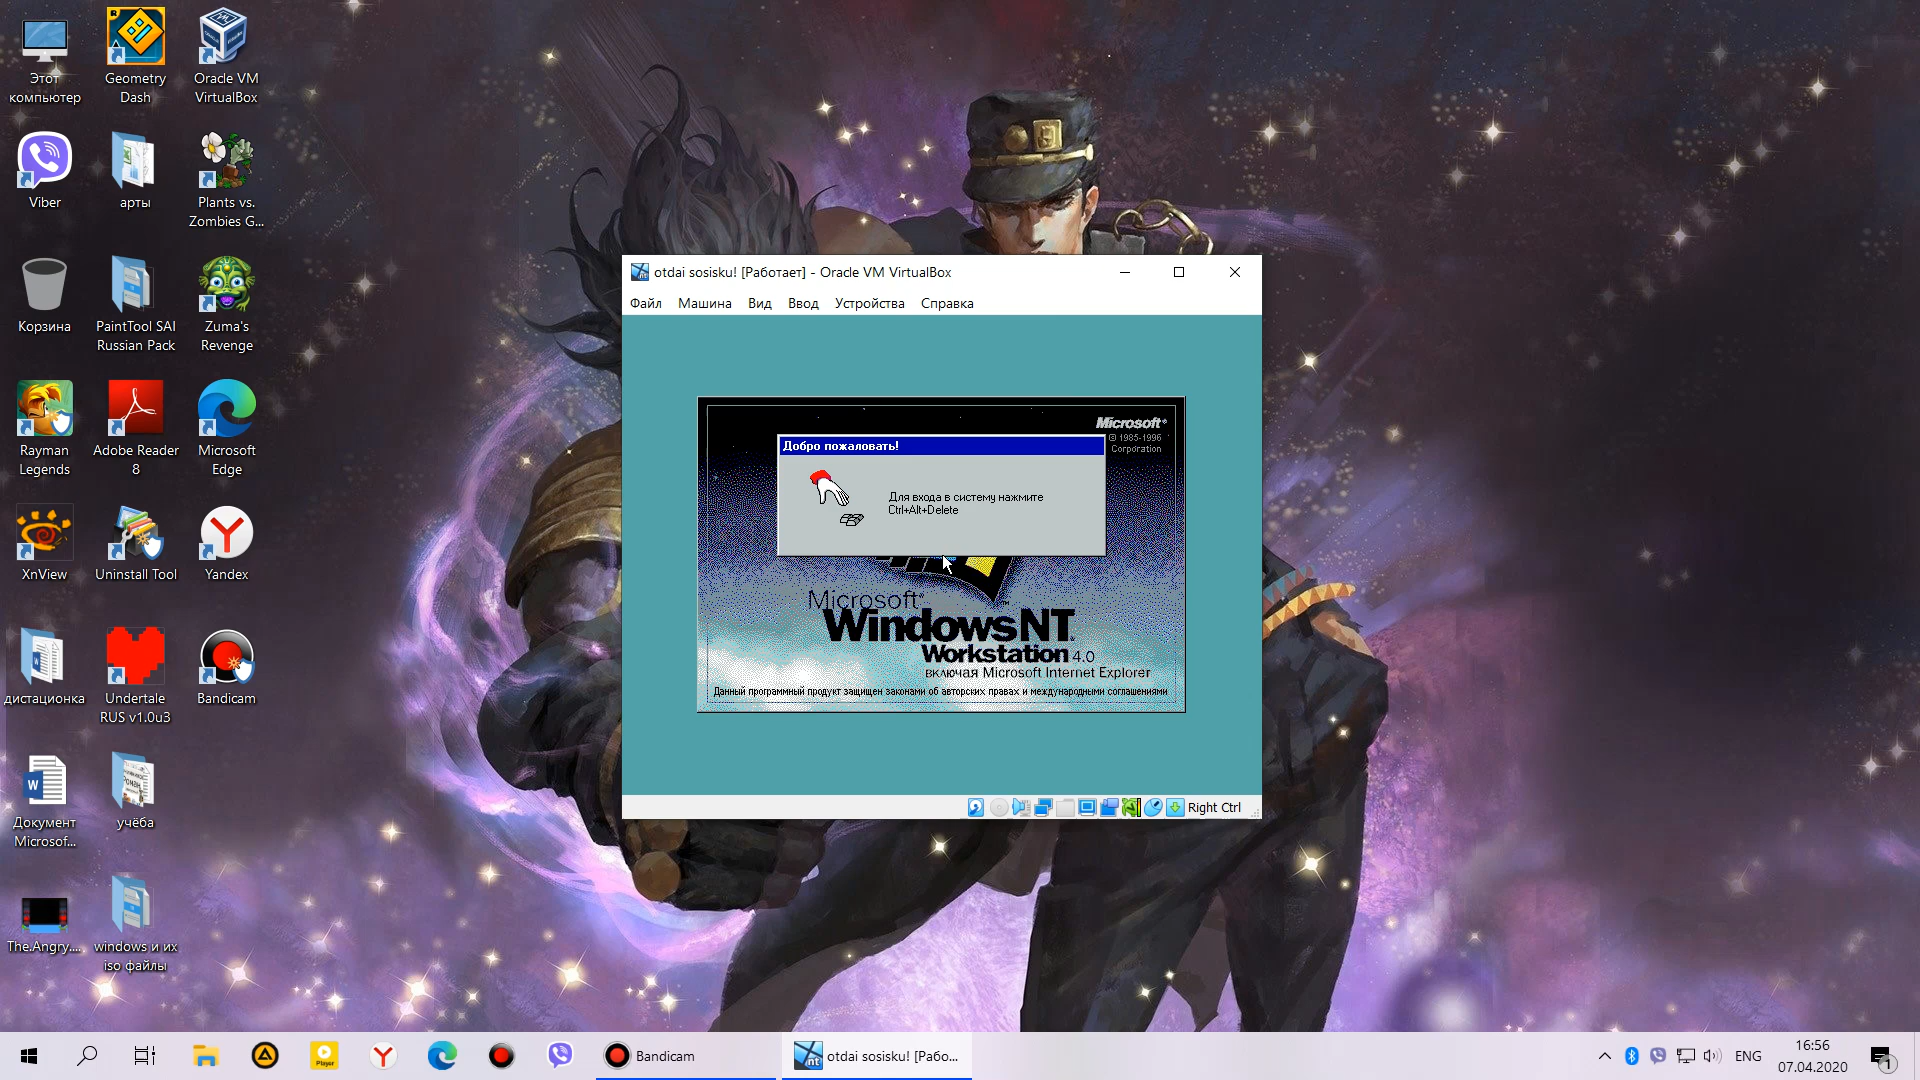 Этот
компьютер
Geometry
Dash
Oracle VM
VirtualBox
Viber
арты
Plants vs.
Zombies G...
Корзина
PaintTool SAI
Russian Pack
Zuma's
Revenge
Rayman
Legends
Adobe Reader
8
Microsoft
Edge
XnView
Uninstall Tool
Yandex
дистационка
Undertale
RUS v1.0u3
Bandicam
Документ
Microsof...
учёба
The.Angry....
windows и их
iso файлы
otdai sosisku! [Работает] - Oracle VM VirtualBox
Файл Машина Вид Ввод Устройства Справка
Microsoft®
© 1985-1996
Corporation
Добро пожаловать!
Для входа в систему нажмите
Ctrl+Alt+Delete
Microsoft®
Windows NT
Workstation 4.0
включая Microsoft Internet Explorer
Данный программный продукт защищен законами об авторских правах и международными соглашениями
Right Ctrl
Player
Bandicam
otdai sosisku! [Рабо...
ENG
16:56
07.04.2020
1